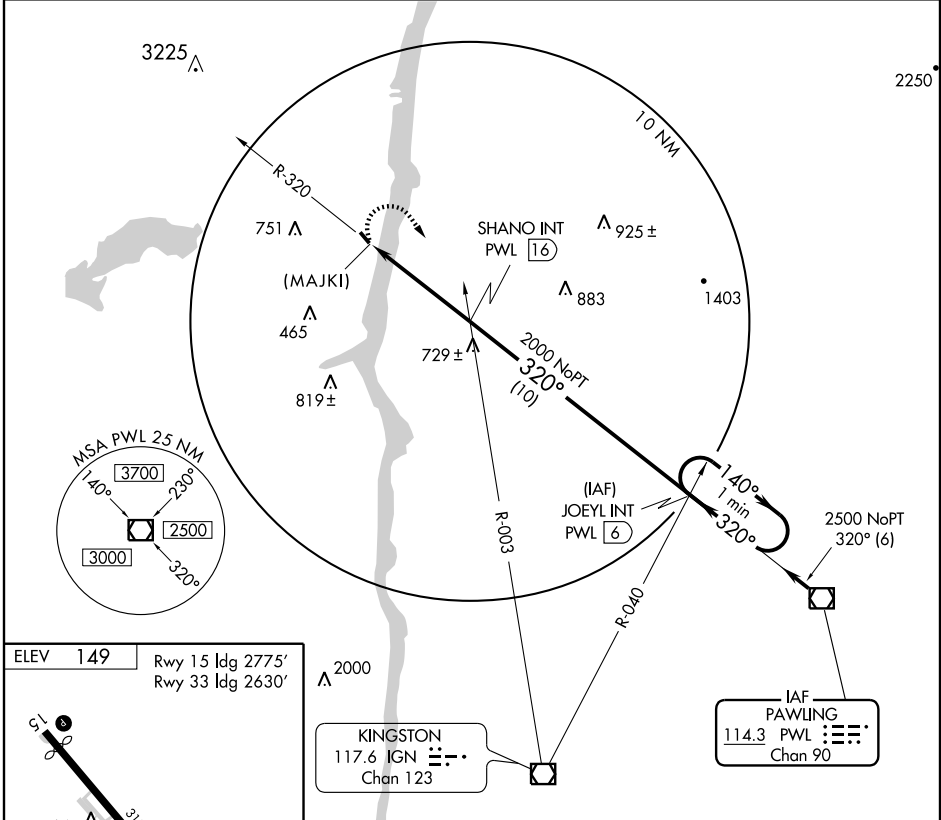 3225
2250
10 NM
R-320
751
925 ±
SHANO INT
PWL 16
(MAJKI)
883
1403
465
729 ±
2000 NoPT
320°
(10)
819 ±
MSA PWL 25 NM
3700
140°
230°
2500
3000
320°
(IAF)
JOEYL INT
PWL 6
140°
1 min
320°
2500 NoPT
320° (6)
R-003
R-040
ELEV 149
Rwy 15 ldg 2775'
Rwy 33 ldg 2630'
2000
15
P
31
KINGSTON
117.6 IGN
Chan 123
IAF
PAWLING
114.3 PWL
Chan 90